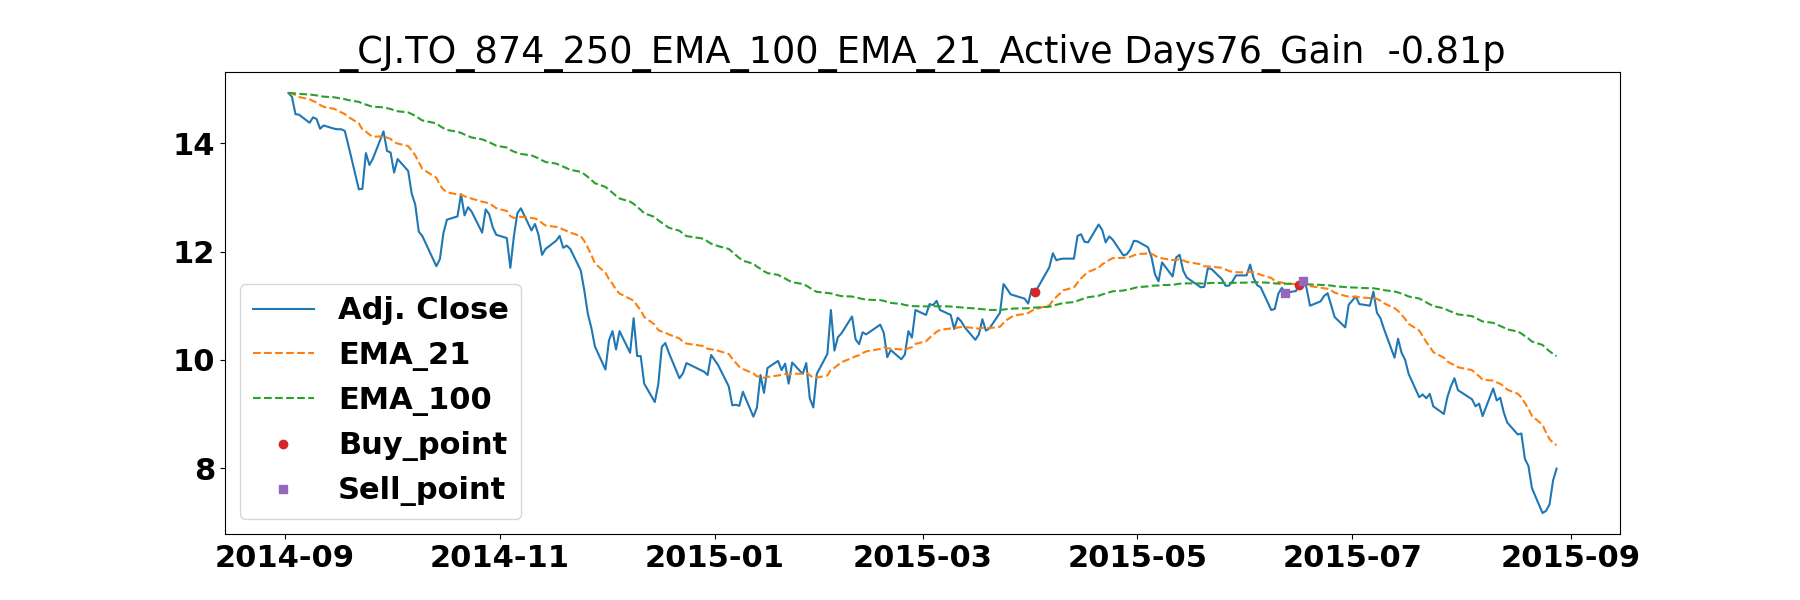 _CJ.TO_874_250_EMA_100_EMA_21_Active Days76_Gain  -0.81p
14
12
10
8
Adj. Close
EMA_21
EMA_100
Buy_point
Sell_point
2014-09 2014-11 2015-01 2015-03 2015-05 2015-07 2015-09